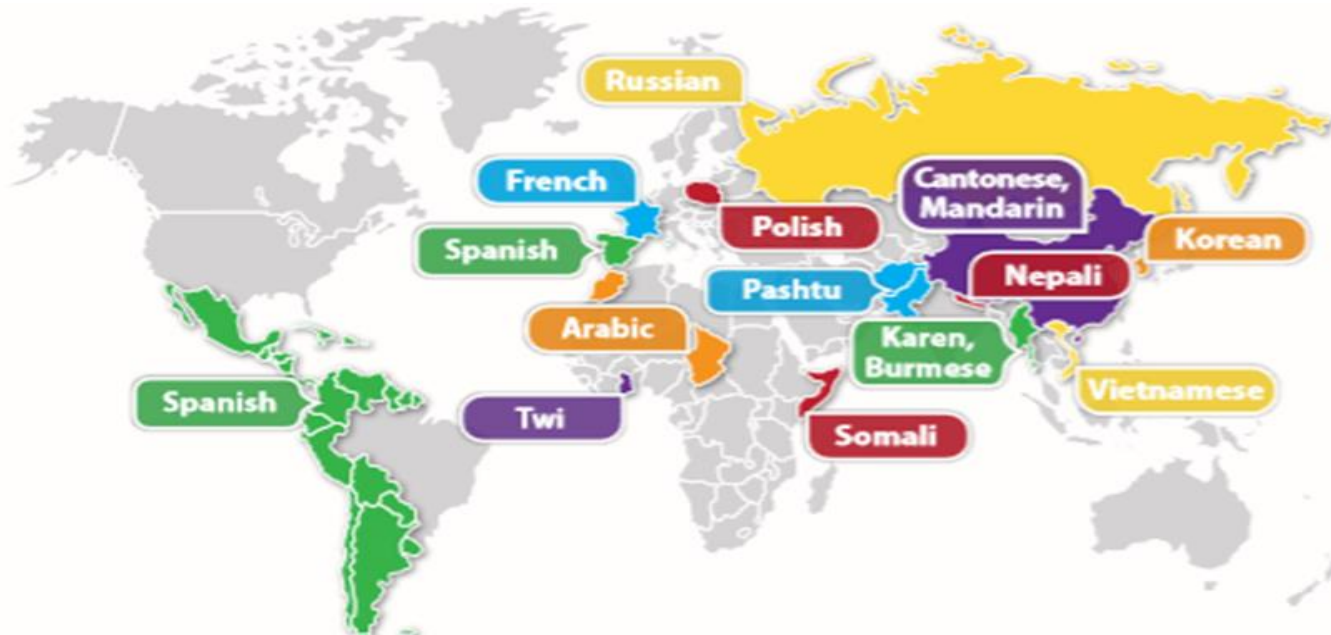 Russian
French
Cantonese,
Mandarin
Polish
Korean
Spanish
Nepali
Pashtu
Arabic
Karen,
Burmese
Vietnamese
Spanish
Twi
Somali